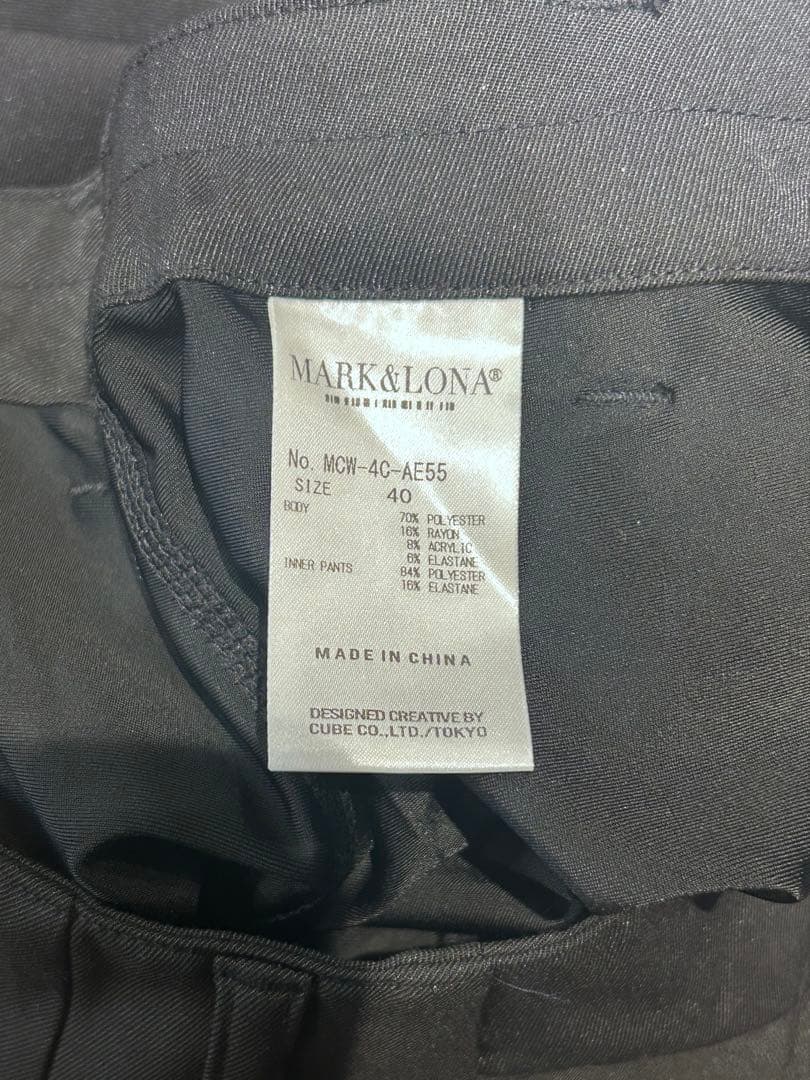 MARK&LONA®
No. MCW-4C-AE55
SIZE 40
BODY 70% POLYESTER
16% RAYON
8% ACRYLIC
6% ELASTANE
INNER PANTS 84% POLYESTER
16% ELASTANE
MADE IN CHINA
DESIGNED CREATIVE BY
CUBE CO.,LTD./TOKYO